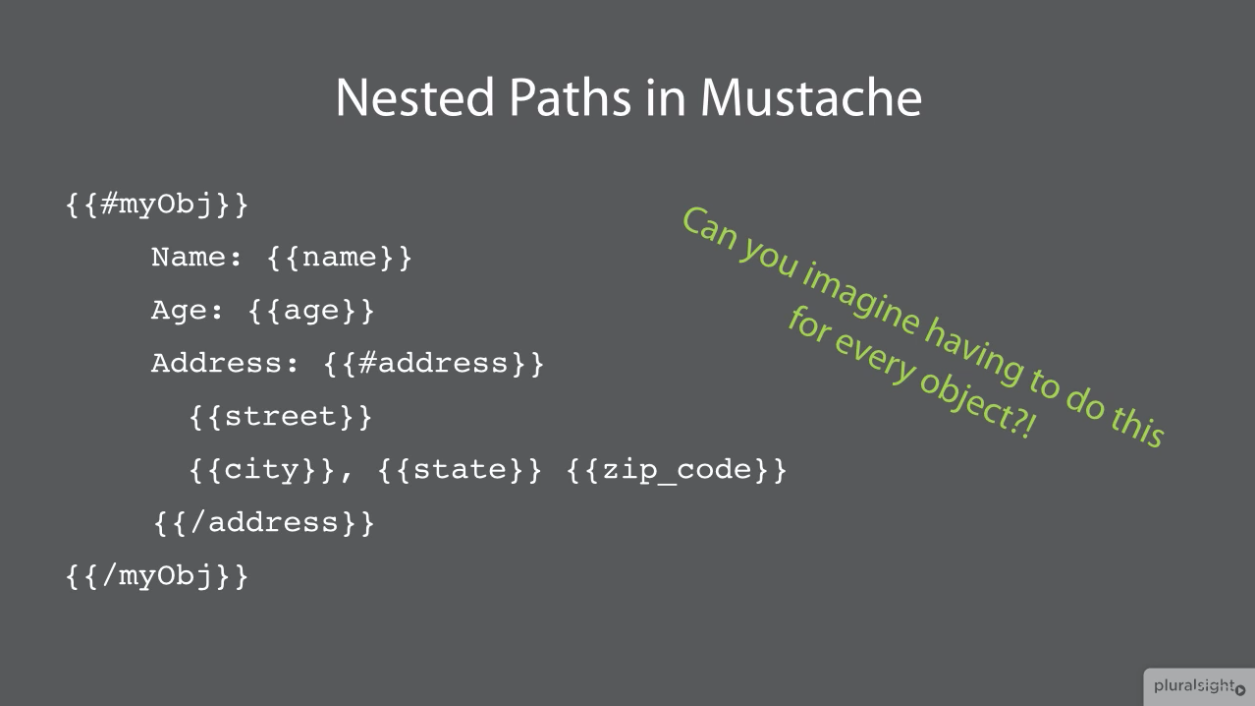 Nested Paths in Mustache
{{#myObj}}
Name: {{name}}
Age: {{age}}
Address: {{#address}}
{{street}}
{{city}}, {{state}} {{zip_code}}
{{/address}}
{{/myObj}}
Can you imagine having to do this
for every object?!
pluralsight